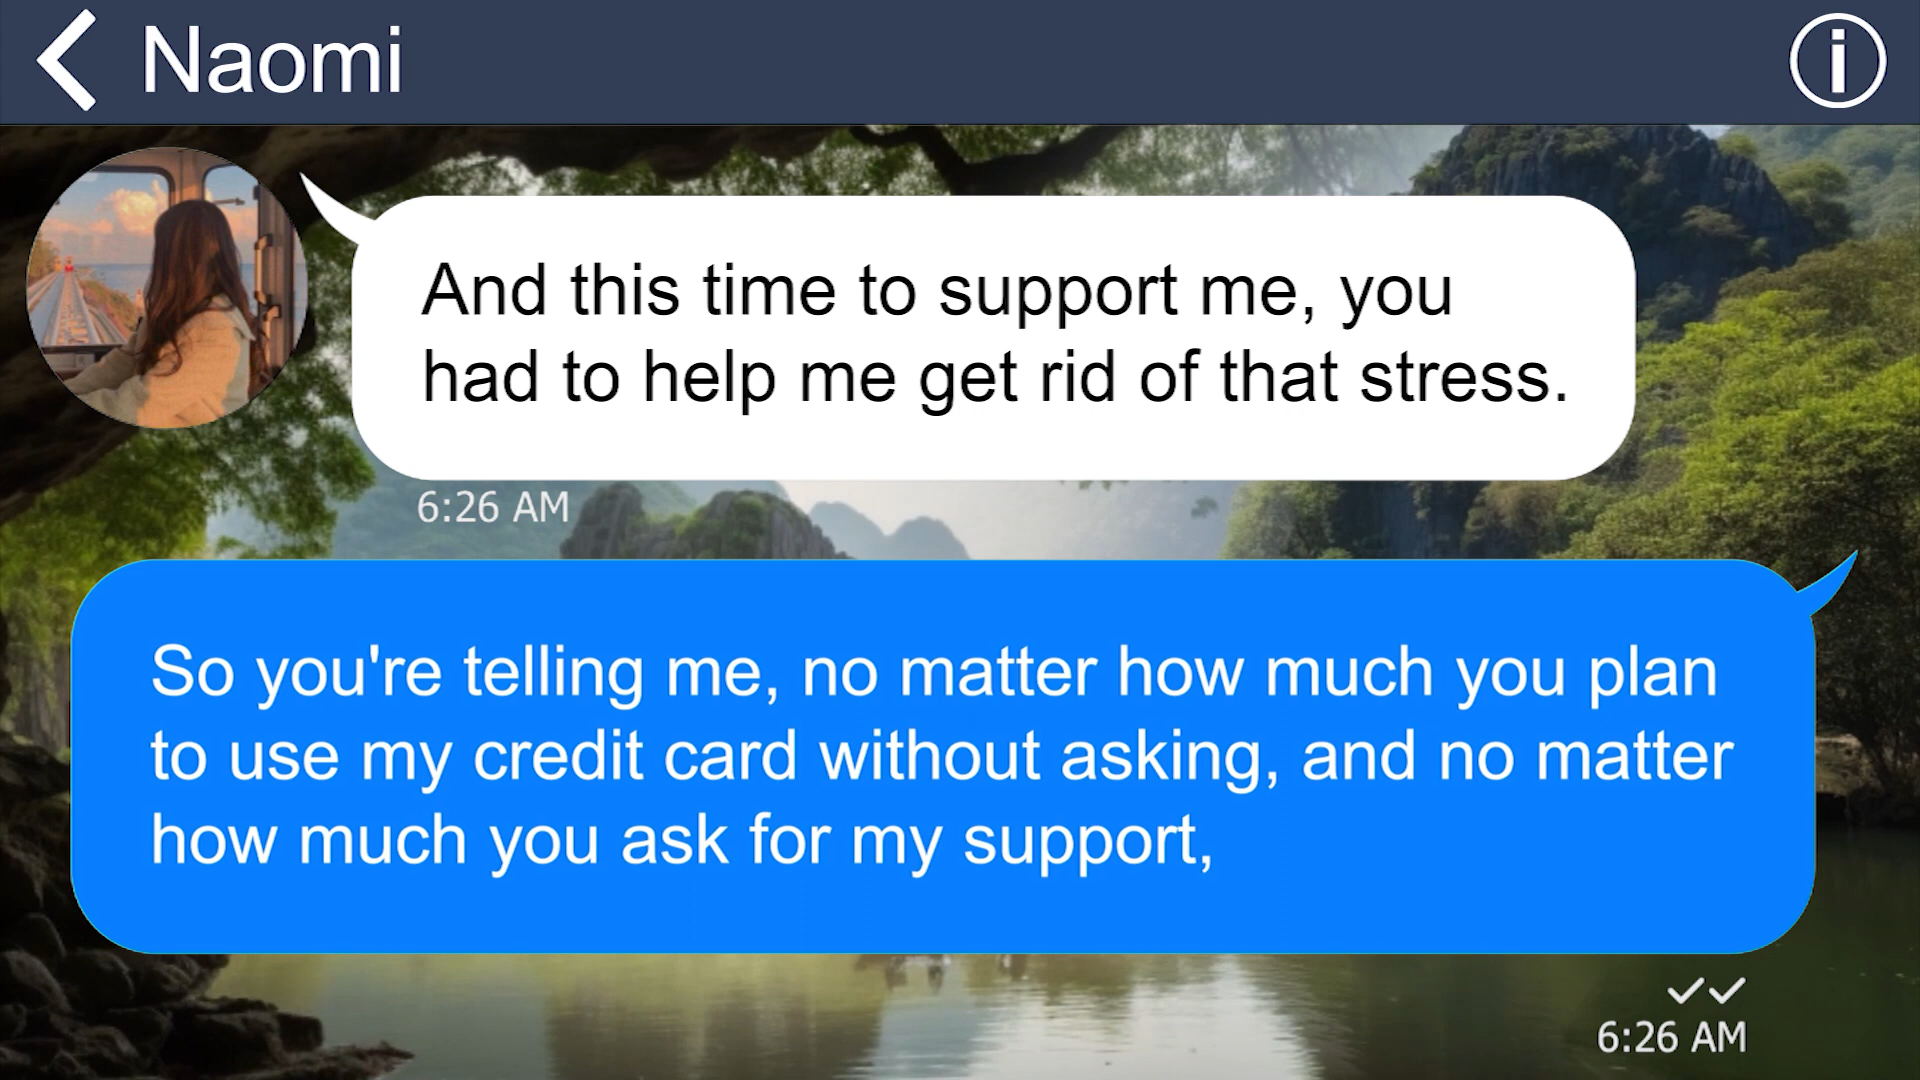 Naomi
And this time to support me, you
had to help me get rid of that stress.
6:26 AM
So you're telling me, no matter how much you plan
to use my credit card without asking, and no matter
how much you ask for my support,
6:26 AM